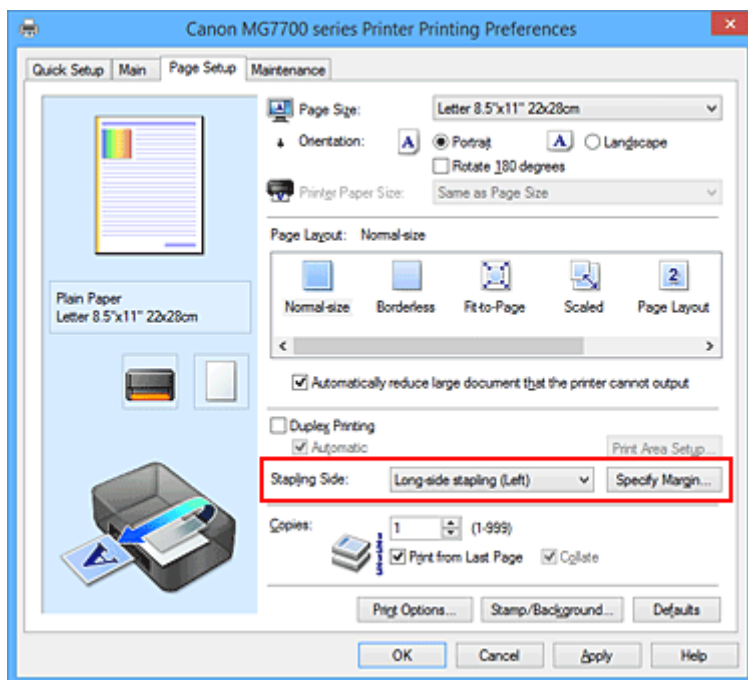 Canon MG7700 series Printer Printing Preferences
Quick Setup Main Page Setup Maintenance
Page Size: Letter 8.5"x11" 22x28cm
Orientation: A Portrait A Landscape
Rotate 180 degrees
Printer Paper Size: Same as Page Size
Page Layout: Normal-size
2
Normal-size Borderless Fit-to-Page Scaled Page Layout
Plain Paper
Letter 8.5"x11" 22x28cm
Automatically reduce large document that the printer cannot output
Duplex Printing
Automatic Print Area Setup...
Stapling Side: Long-side stapling (Left) Specify Margin...
Copies: 1 (1-999)
Print from Last Page Collate
A
Print Options... Stamp/Background... Defaults
OK Cancel Apply Help